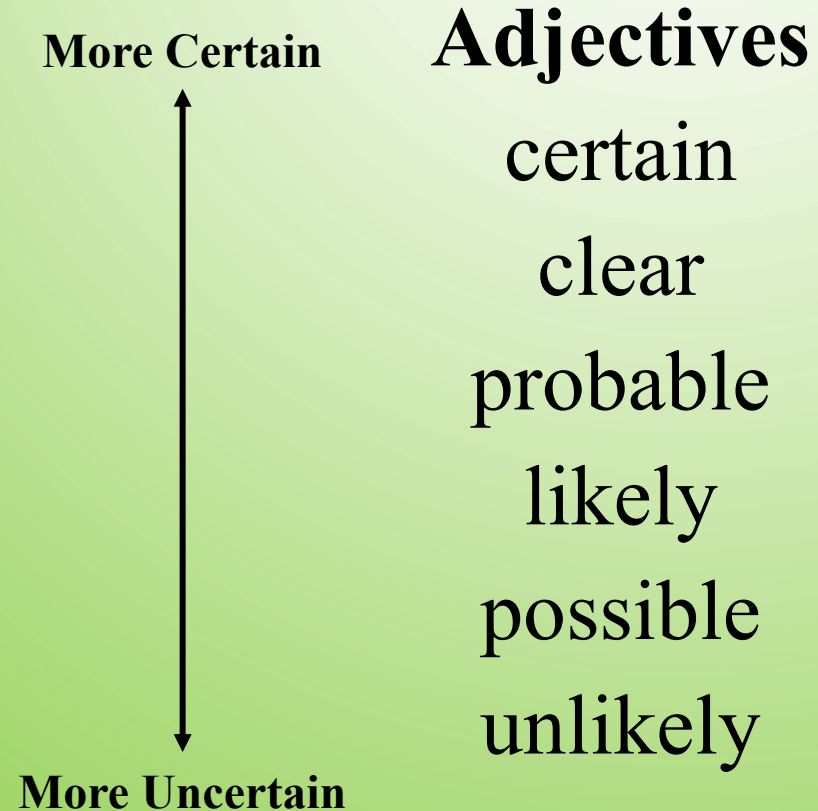 More Certain
Adjectives
certain
clear
probable
likely
possible
unlikely
More Uncertain